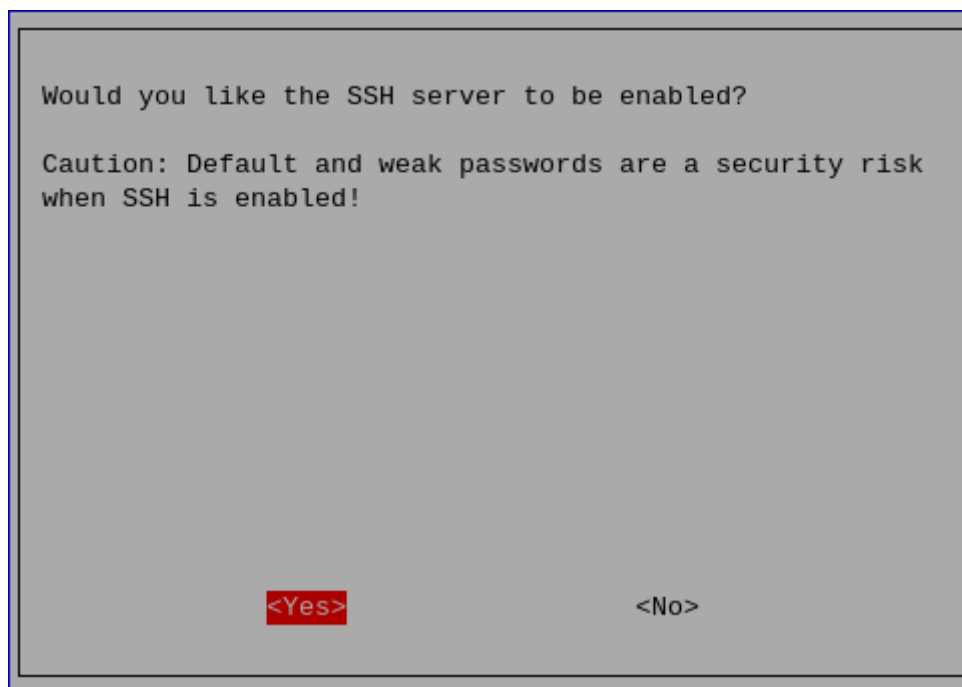 Would you like the SSH server to be enabled?
Caution: Default and weak passwords are a security risk
when SSH is enabled!
<Yes> <No>